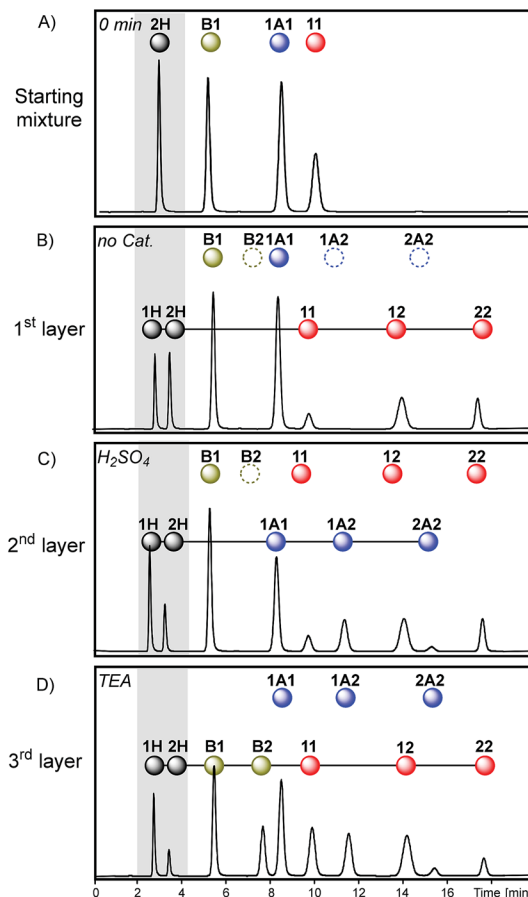 A)
0 min
2H B1 1A1 11
Starting
mixture
B)
no Cat.
B1 B2 1A1 1A2 2A2
1H 2H 11 12 22
1st layer
C)
H2SO4
B1 B2 11 12 22
1H 2H 1A1 1A2 2A2
2nd layer
D)
TEA
1A1 1A2 2A2
1H 2H B1 B2 11 12 22
3rd layer
0 2 4 6 8 10 12 14 16 Time [min]